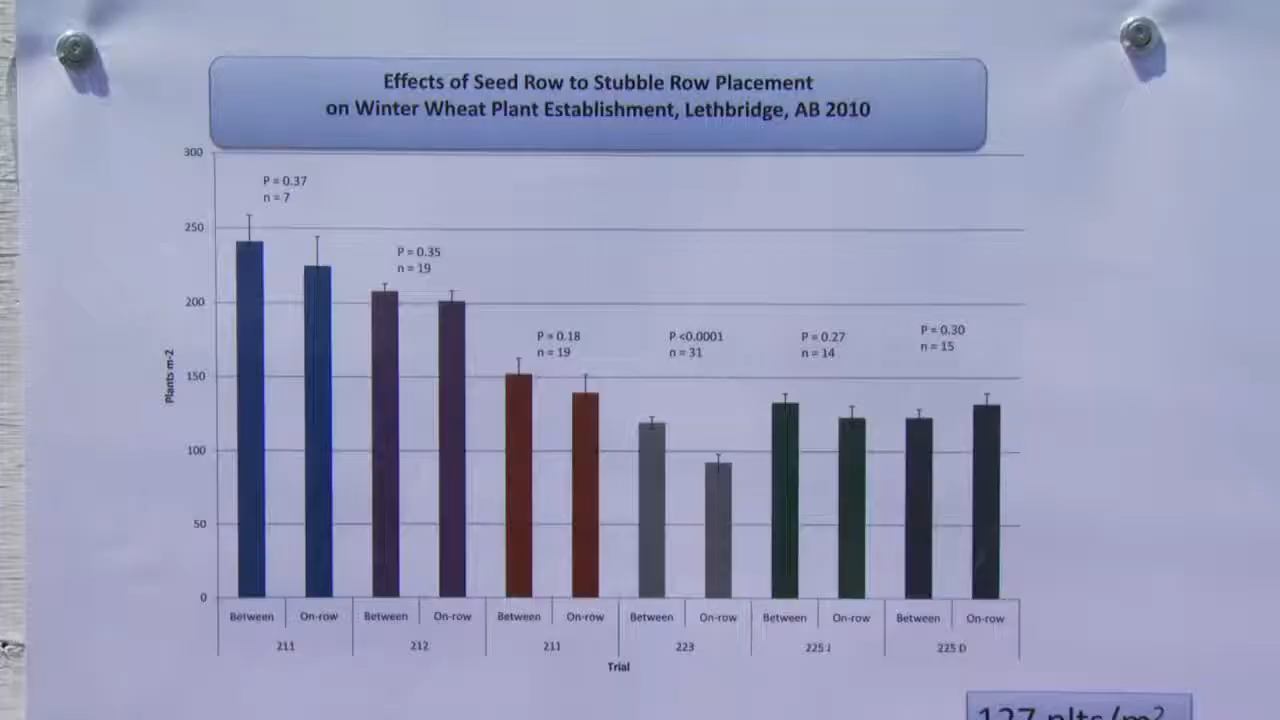 Effects of Seed Row to Stubble Row Placement
on Winter Wheat Plant Establishment, Lethbridge, AB 2010
300
P = 0.37
n = 7
250
P = 0.35
n = 19
200
P = 0.18
n = 19
P <0.0001
n = 31
P = 0.27
n = 14
P = 0.30
n = 15
Plants m-2
150
100
50
0
Between On-row Between On-row Between On-row Between On-row Between On-row Between On-row
211 212 211 223 225 J 225 D
Trial
127 plts/m²